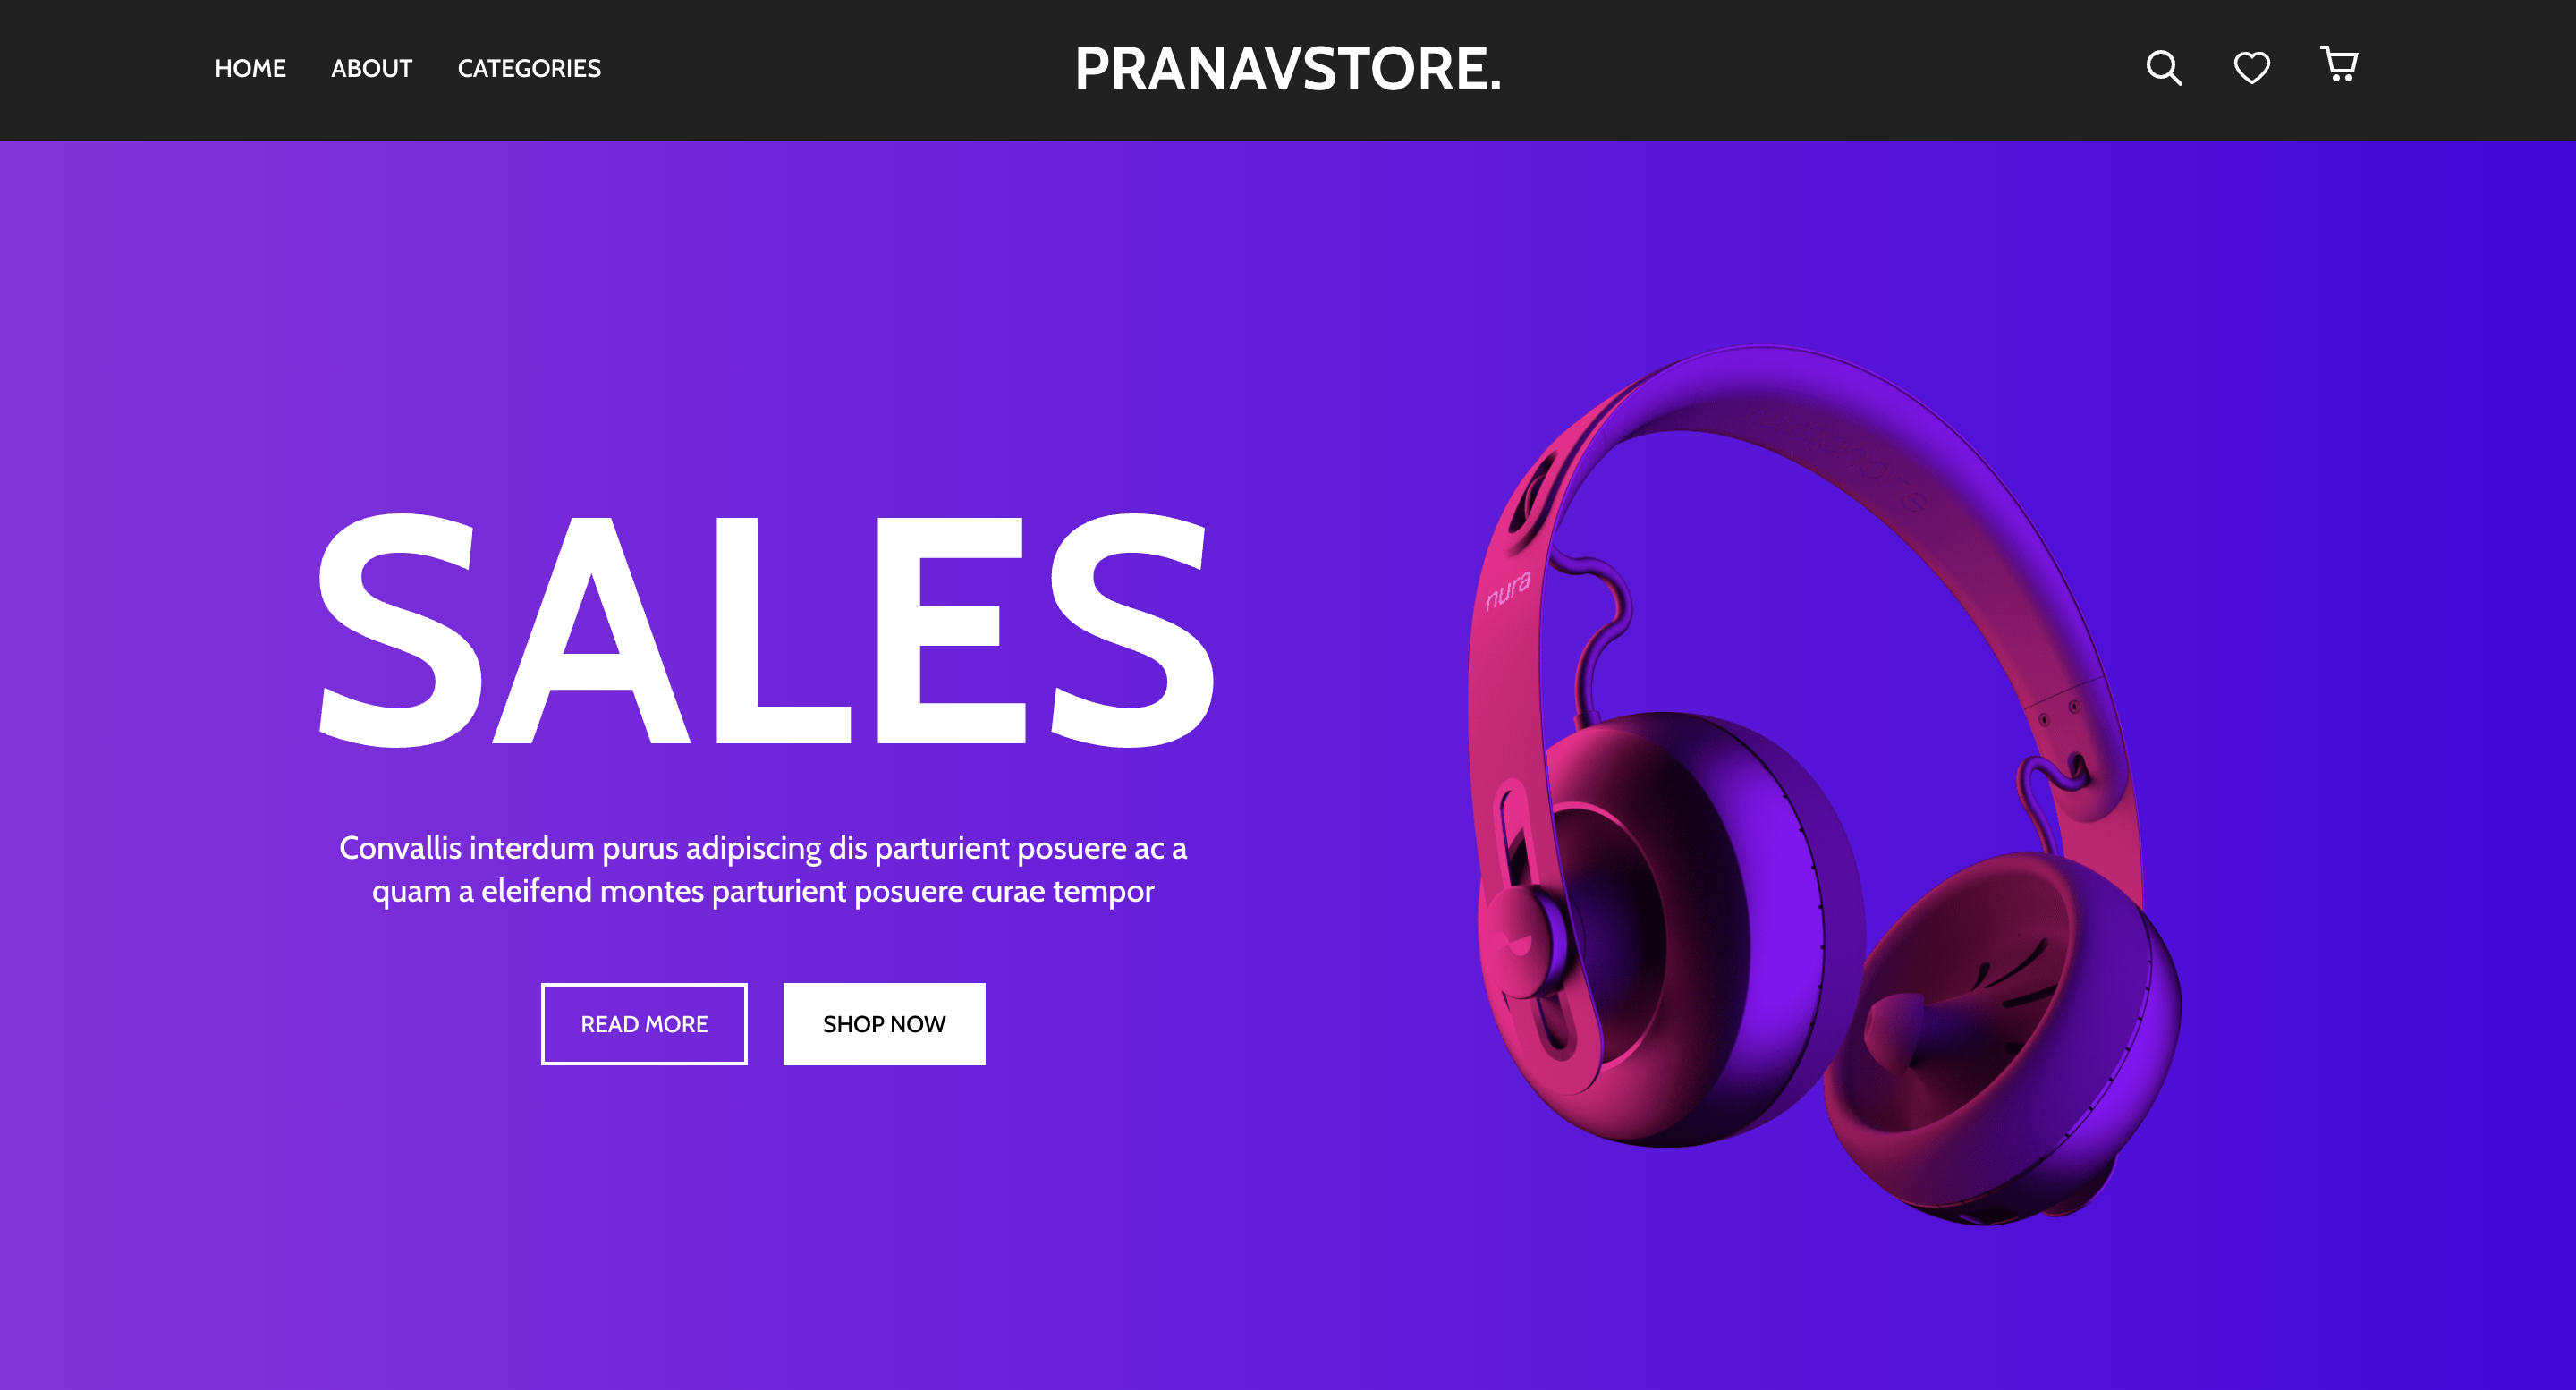 HOME ABOUT CATEGORIES PRANAVSTORE.
SALES
nura
Convallis interdum purus adipiscing dis parturient posuere ac a
quam a eleifend montes parturient posuere curae tempor
READ MORE SHOP NOW